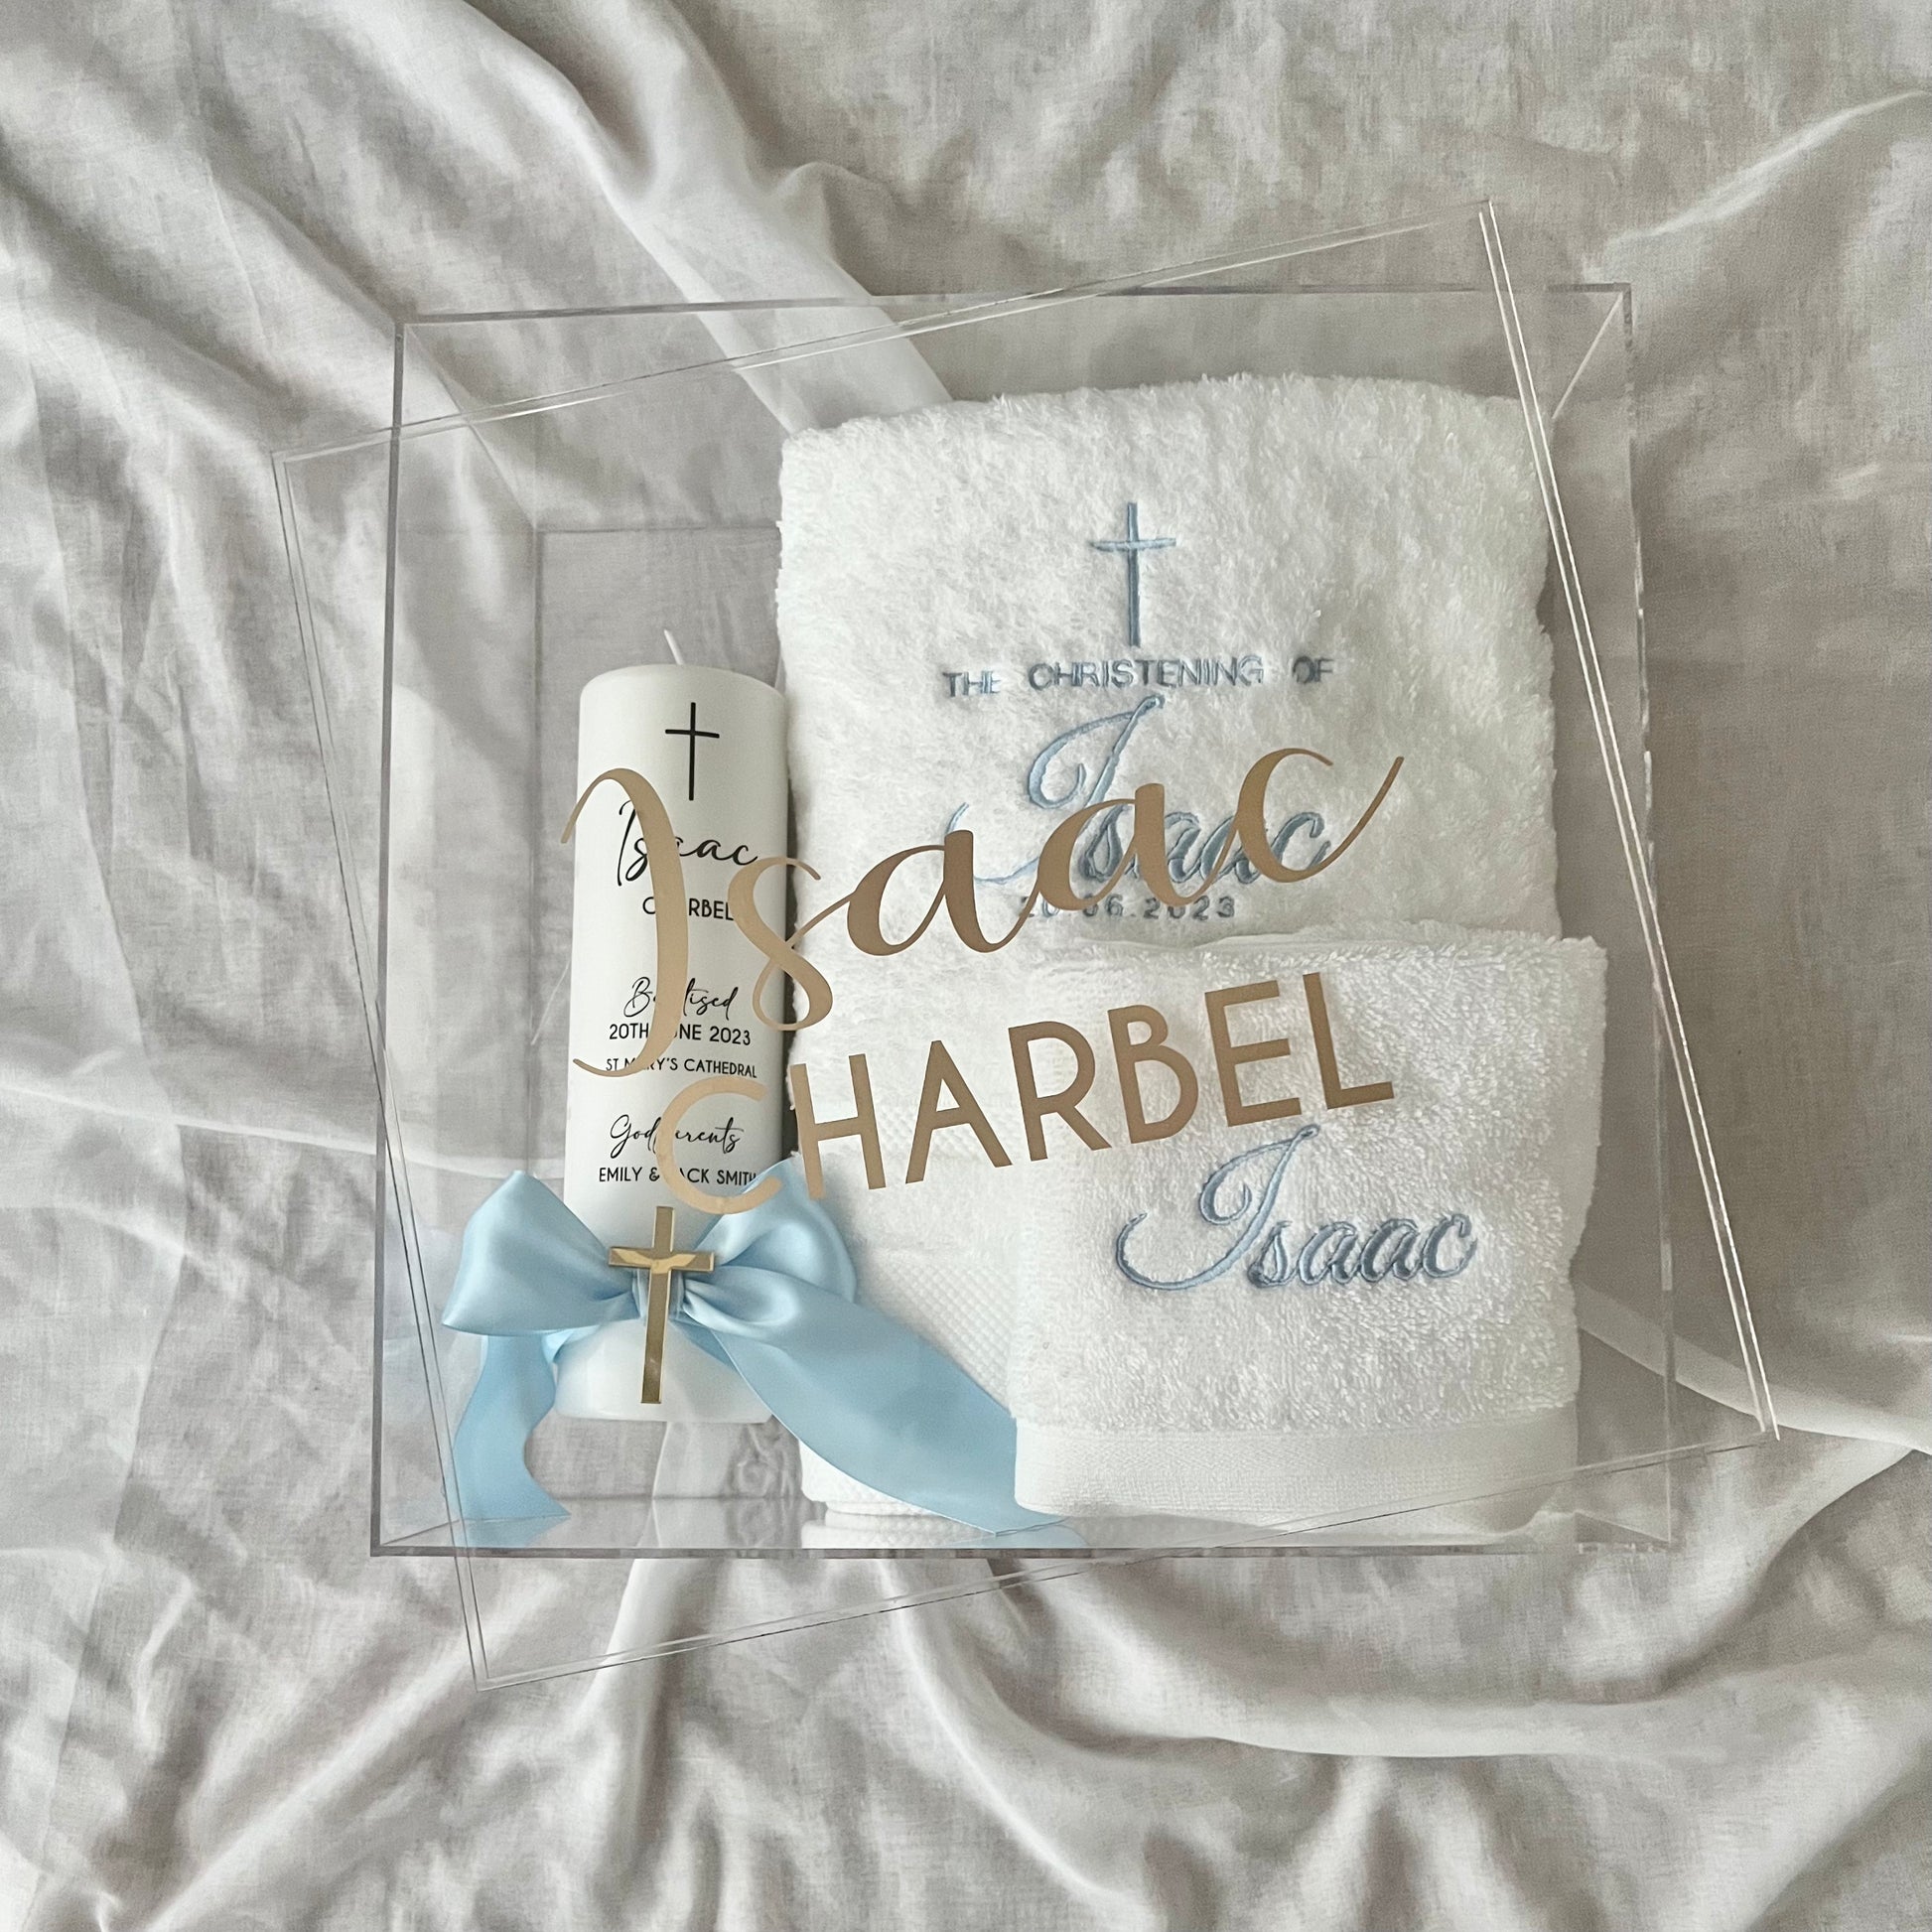 Isaac
CHARBEL
THE CHRISTENING OF
Isaac
20.06.2023
Isaac
Isaac
CHARBEL
Baptised
20TH JUNE 2023
ST MARY'S CATHEDRAL
Godparents
EMILY & JACK SMITH